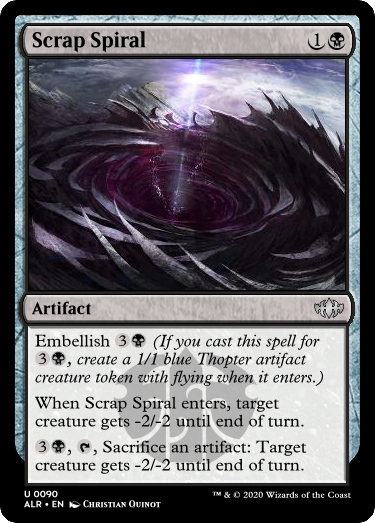 Scrap Spiral 1
Artifact
Embellish 3 (If you cast this spell for
3, create a 1/1 blue Thopter artifact
creature token with flying when it enters.)
When Scrap Spiral enters, target
creature gets -2/-2 until end of turn.
3, , Sacrifice an artifact: Target
creature gets -2/-2 until end of turn.
U 0090
ALR • EN Christian Quinot
™ & © 2020 Wizards of the Coast